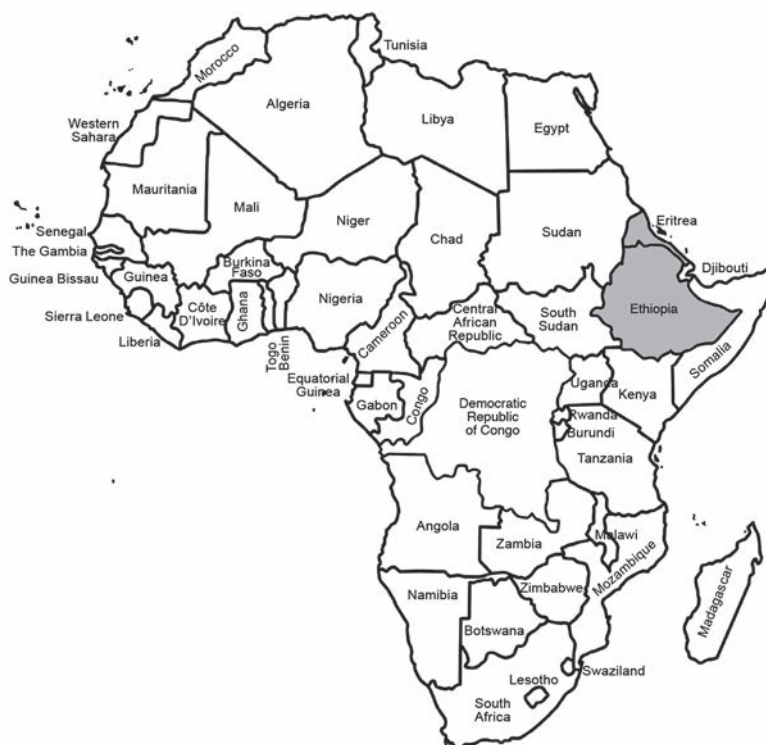 Tunisia
Morocco
Algeria
Libya
Egypt
Western
Sahara
Mauritania
Mali
Niger
Chad
Sudan
Eritrea
Senegal
The Gambia
Guinea Bissau
Guinea
Burkina
Faso
Djibouti
Nigeria
Ethiopia
Sierra Leone
Côte
D'Ivoire
Ghana
Central
African
Republic
South
Sudan
Liberia
Togo
Benin
Cameroon
Somalia
Equatorial
Guinea
Gabon
Congo
Democratic
Republic
of Congo
Uganda
Kenya
Rwanda
Burundi
Tanzania
Angola
Zambia
Malawi
Mozambique
Namibia
Zimbabwe
Madagascar
Botswana
Swaziland
Lesotho
South
Africa